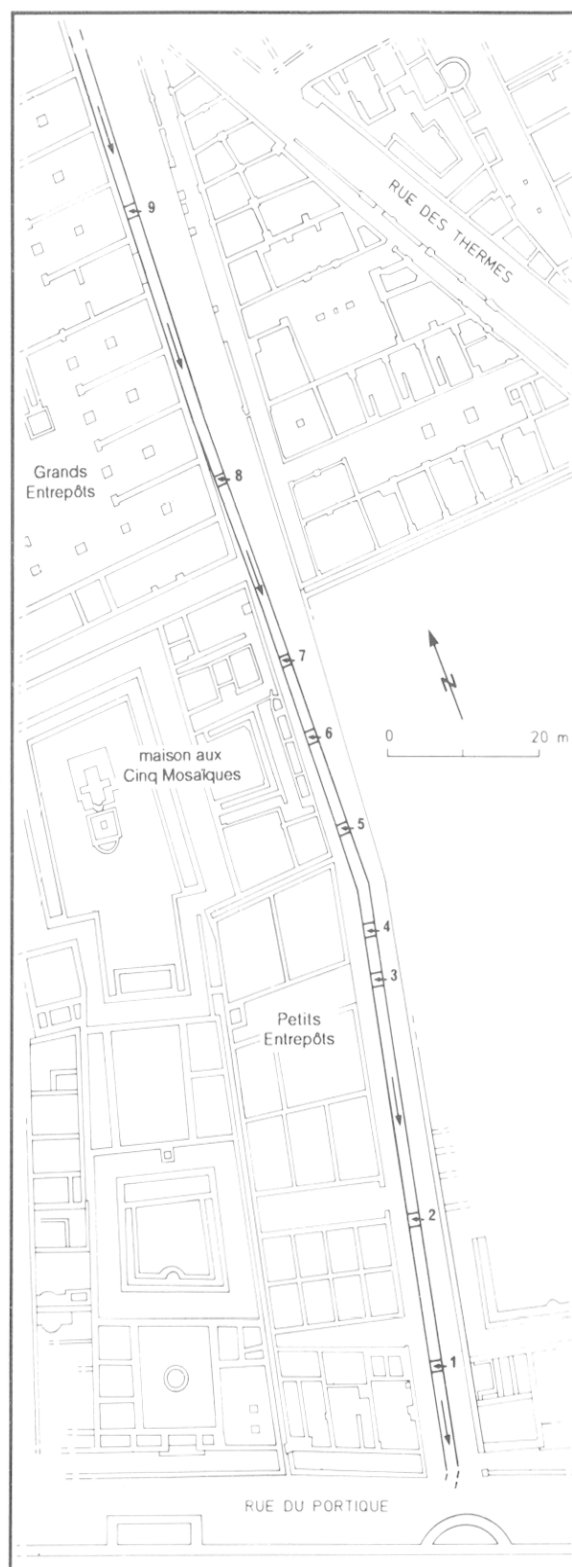 9
RUE DES THERMES
8
Grands
Entrepôts
7
N
6
0 20 m
maison aux
Cinq Mosaïques
5
4
3
Petits
Entrepôts
2
1
RUE DU PORTIQUE